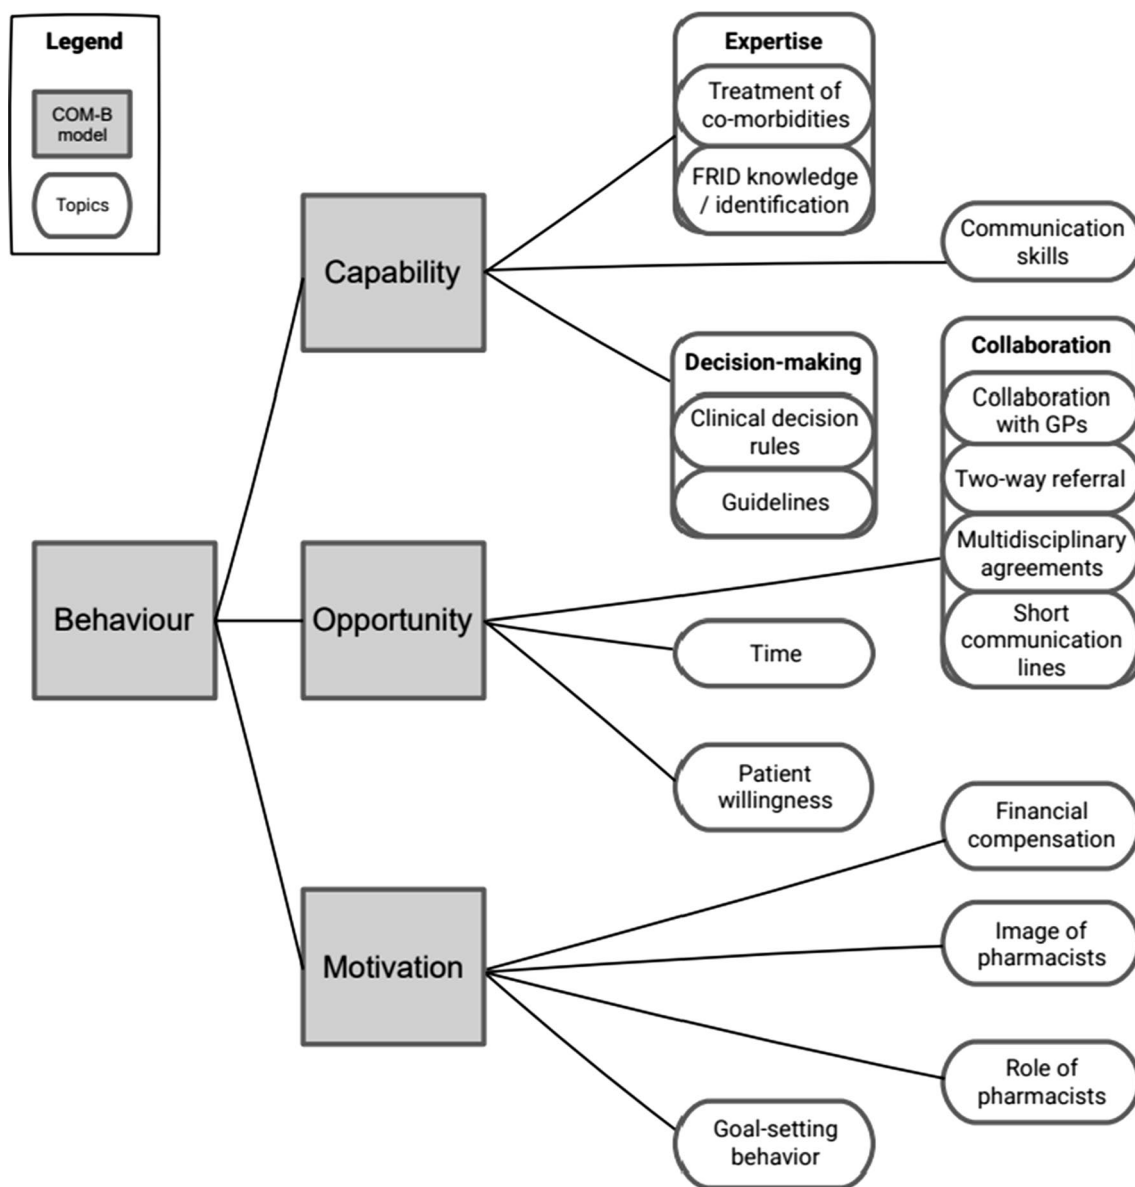 Legend
COM-B
model
Topics
Expertise
Treatment of
co-morbidities
FRID knowledge
/ identification
Communication
skills
Capability
Decision-making
Clinical decision
rules
Guidelines
Collaboration
Collaboration
with GPs
Two-way referral
Multidisciplinary
agreements
Short
communication
lines
Behaviour
Opportunity
Time
Patient
willingness
Financial
compensation
Image of
pharmacists
Motivation
Role of
pharmacists
Goal-setting
behavior